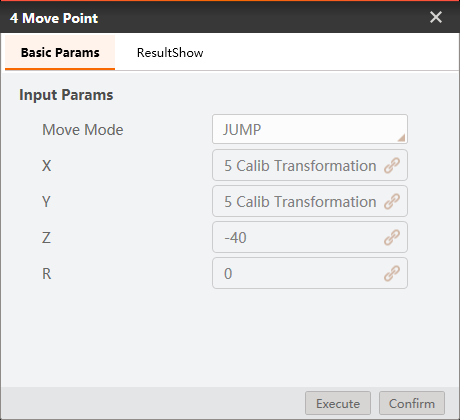 4 Move Point
Basic Params ResultShow
Input Params
Move Mode JUMP
X 5 Calib Transformation
Y 5 Calib Transformation
Z -40
R 0
Execute Confirm